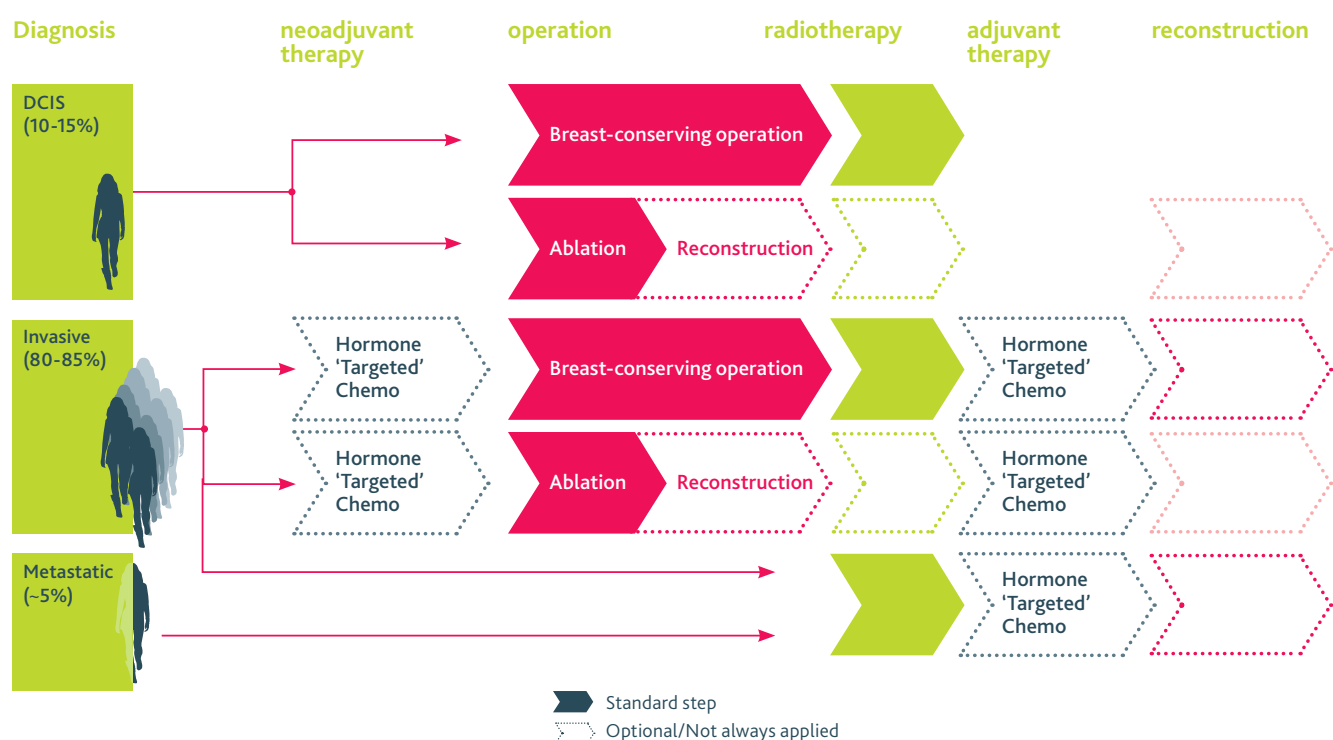 Diagnosis
neoadjuvant
therapy
operation
radiotherapy
adjuvant
therapy
reconstruction
DCIS
(10-15%)
Breast-conserving operation
Ablation
Reconstruction
Invasive
(80-85%)
Hormone
‘Targeted’
Chemo
Breast-conserving operation
Hormone
‘Targeted’
Chemo
Hormone
‘Targeted’
Chemo
Ablation
Reconstruction
Hormone
‘Targeted’
Chemo
Metastatic
(~5%)
Hormone
‘Targeted’
Chemo
Standard step
Optional/Not always applied